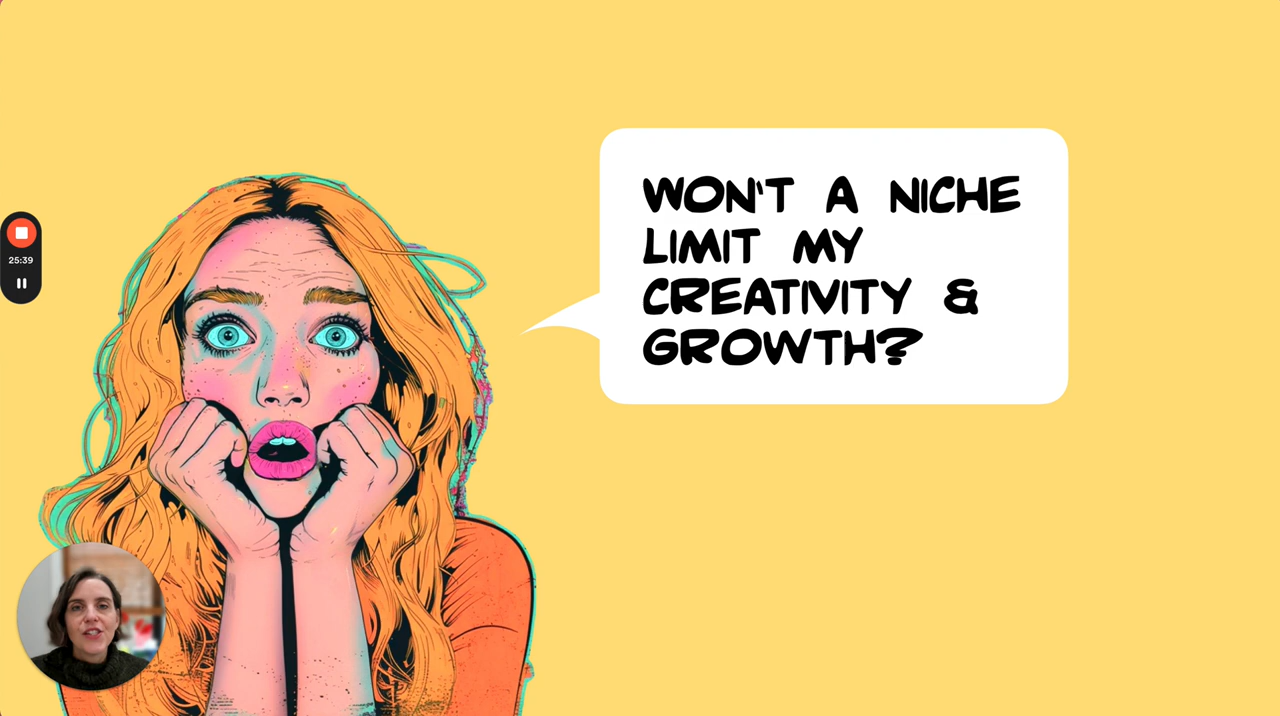 WON'T A NICHE
LIMIT MY
CREATIVITY &
GROWTH?
25:39